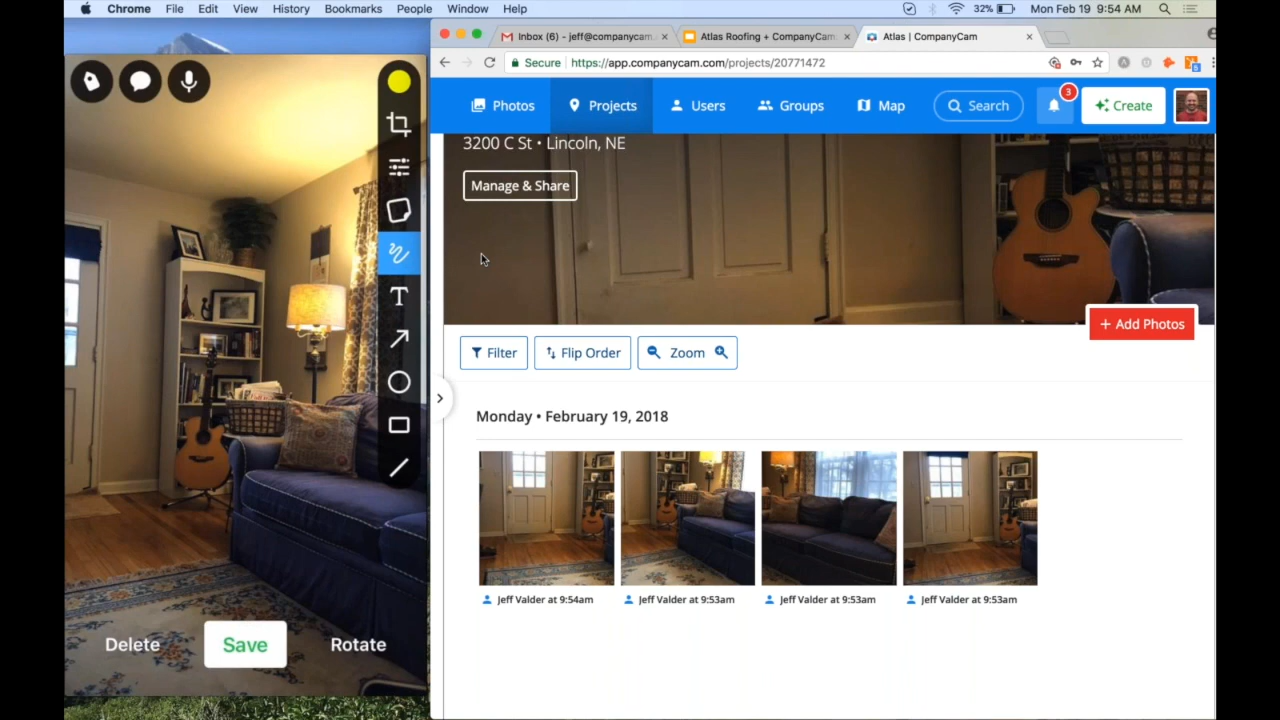 Chrome File Edit View History Bookmarks People Window Help 32% Mon Feb 19 9:54 AM
Inbox (6) - jeff@companycam. Atlas Roofing + CompanyCam Atlas | CompanyCam
Secure https://app.companycam.com/projects/20771472
Photos Projects Users Groups Map Search 3 Create
3200 C St • Lincoln, NE
Manage & Share
T
+ Add Photos
Filter Flip Order Zoom
Monday • February 19, 2018
Jeff Valder at 9:54am Jeff Valder at 9:53am Jeff Valder at 9:53am Jeff Valder at 9:53am
Delete Save Rotate